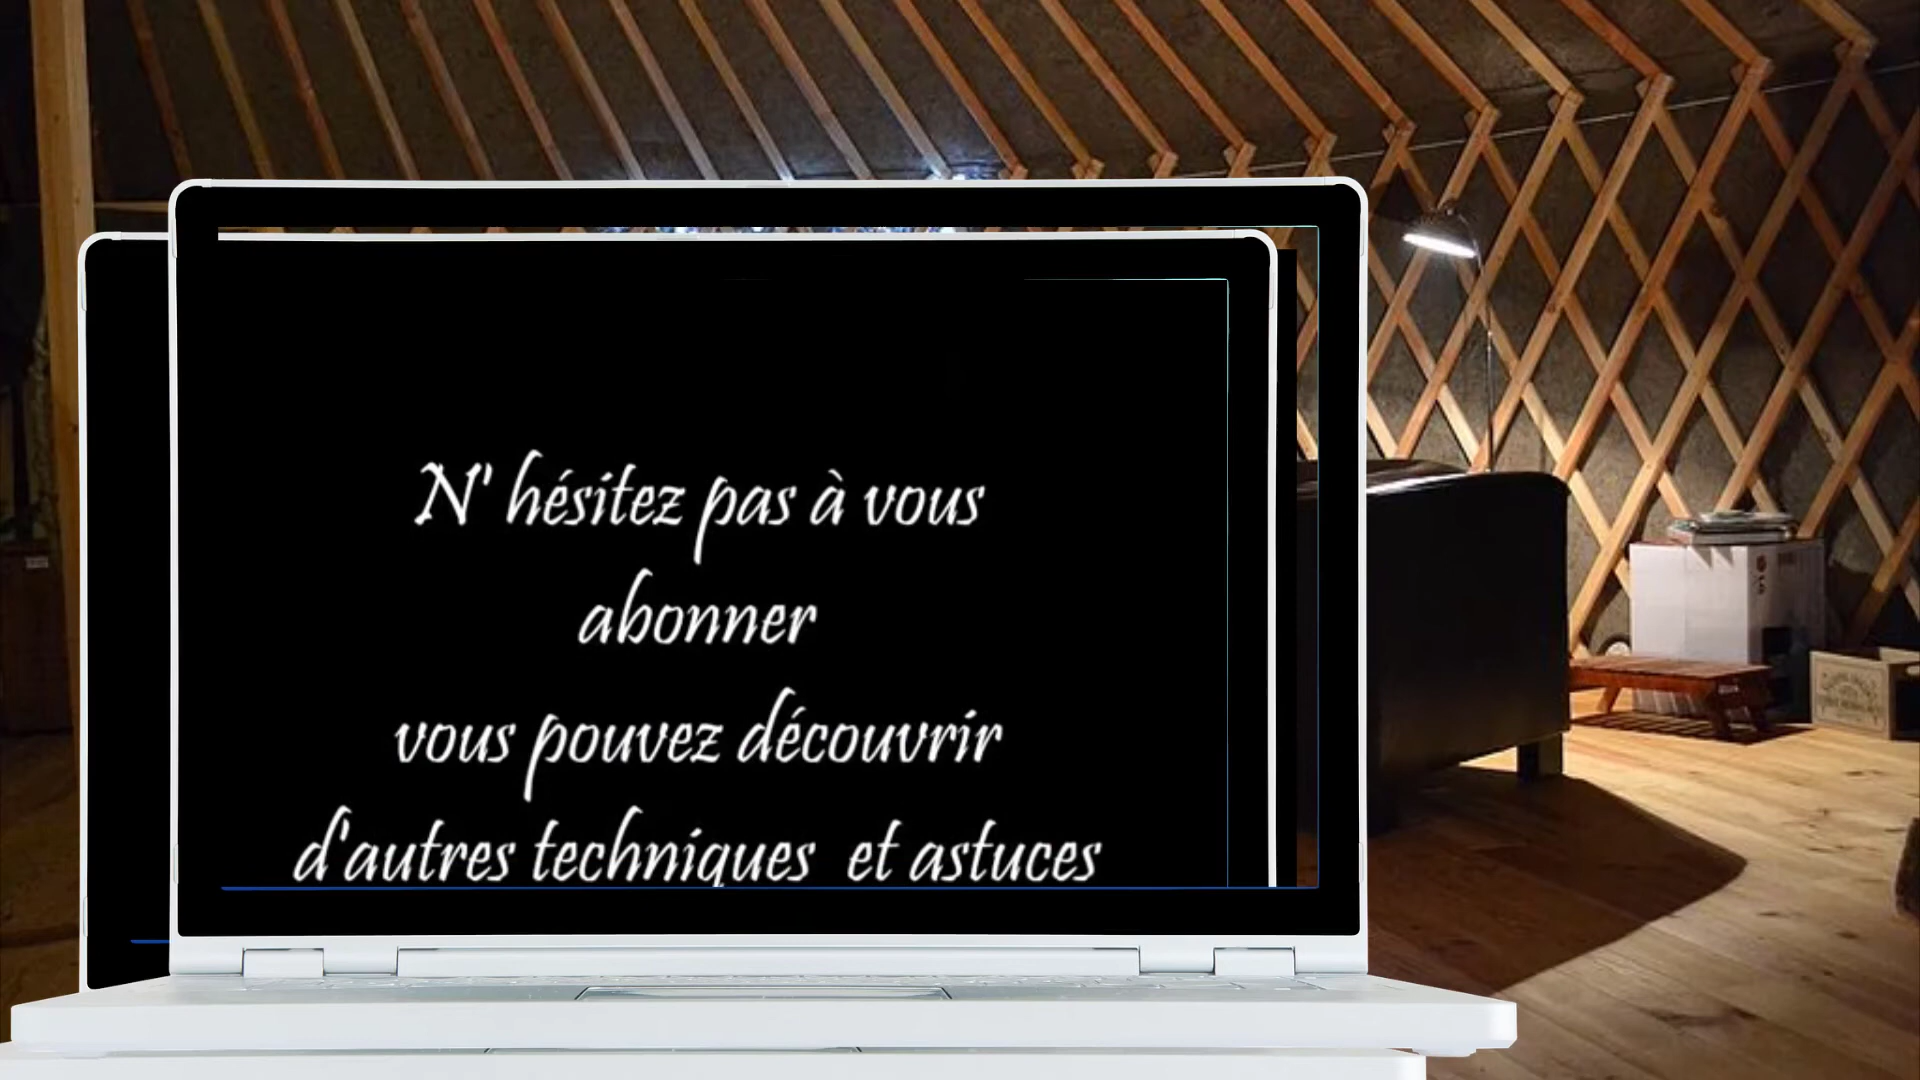 N' hésitez pas à vous
abonner
vous pouvez découvrir
d'autres techniques et astuces